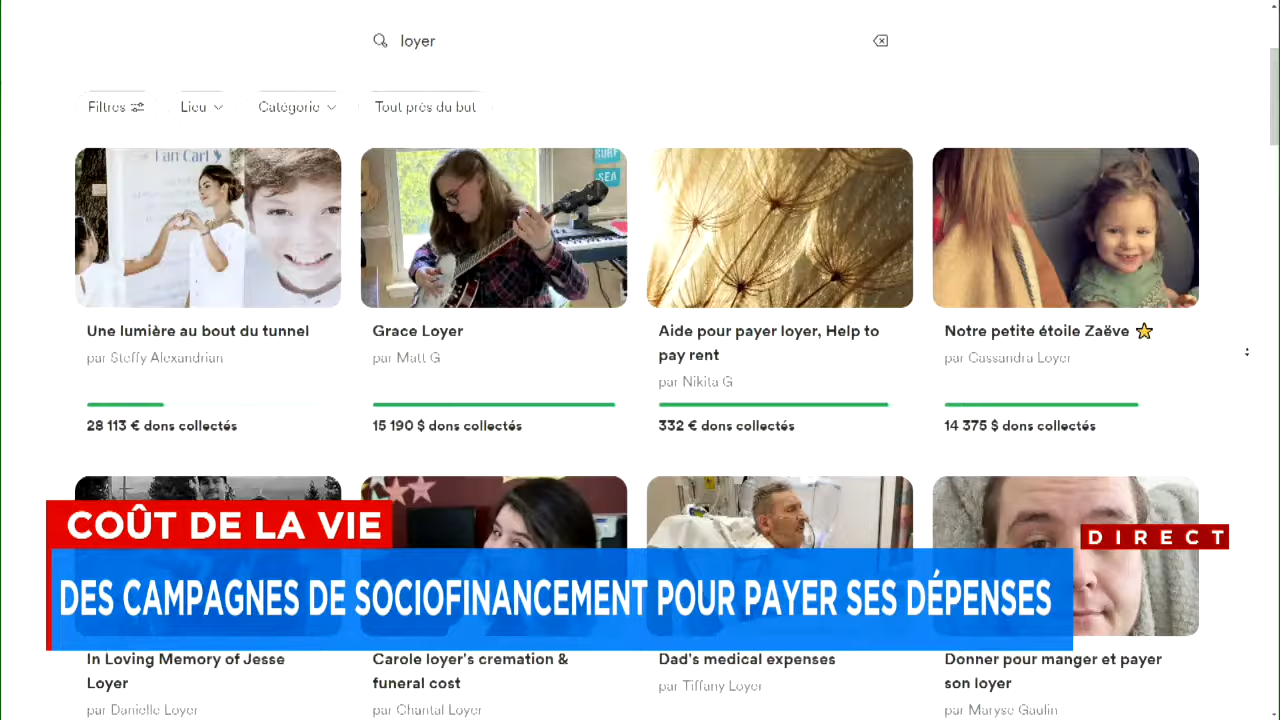 loyer
Filtres
Lieu
Catégorie
Tout près du but
SURF
SEA
Une lumière au bout du tunnel
par Steffy Alexandrian
28 113 € dons collectés
Grace Loyer
par Matt G
15 190 $ dons collectés
Aide pour payer loyer, Help to
pay rent
par Nikita G
332 € dons collectés
Notre petite étoile Zaëve ⭐
par Cassandra Loyer
14 375 $ dons collectés
COÛT DE LA VIE
DIRECT
DES CAMPAGNES DE SOCIOFINANCEMENT POUR PAYER SES DÉPENSES
In Loving Memory of Jesse
Loyer
par Danielle Loyer
Carole loyer's cremation &
funeral cost
par Chantal Loyer
Dad's medical expenses
par Tiffany Loyer
Donner pour manger et payer
son loyer
par Maryse Gaulin